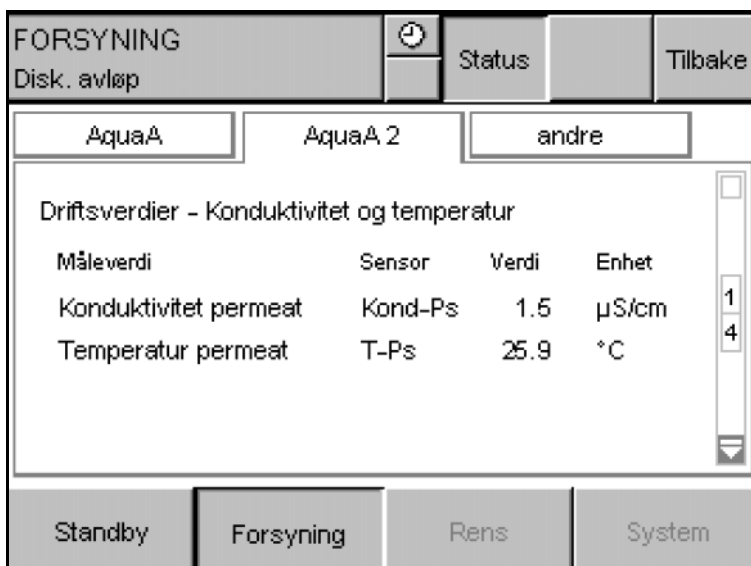 FORSYNING
Disk. avløp
Status
Tilbake
AquaA
AquaA 2
andre
Driftsverdier - Konduktivitet og temperatur
Måleverdi Sensor Verdi Enhet
Konduktivitet permeat Kond-Ps 1.5 µS/cm
Temperatur permeat T-Ps 25.9 °C
1
4
Standby
Forsyning
Rens
System